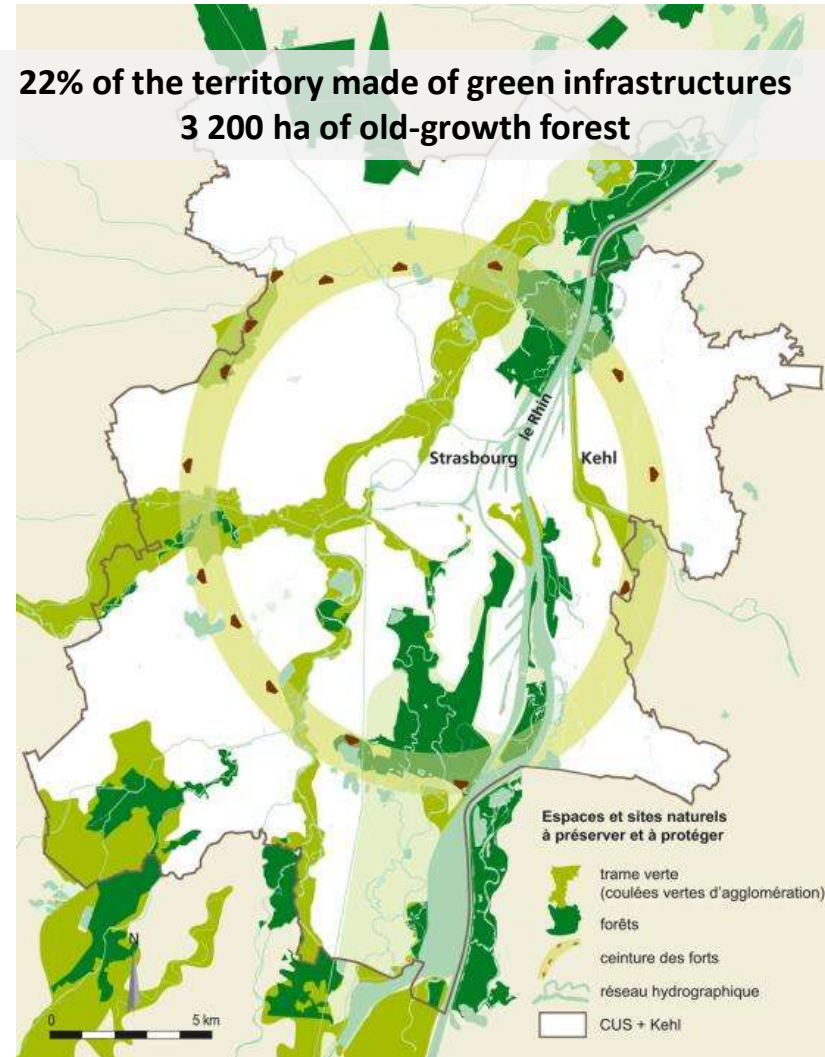 22% of the territory made of green infrastructures
3 200 ha of old-growth forest
le Rhin
Strasbourg
Kehl
Espaces et sites naturels
à préserver et à protéger
trame verte
(coulées vertes d'agglomération)
forêts
ceinture des forts
réseau hydrographique
CUS + Kehl
N
0
5 km